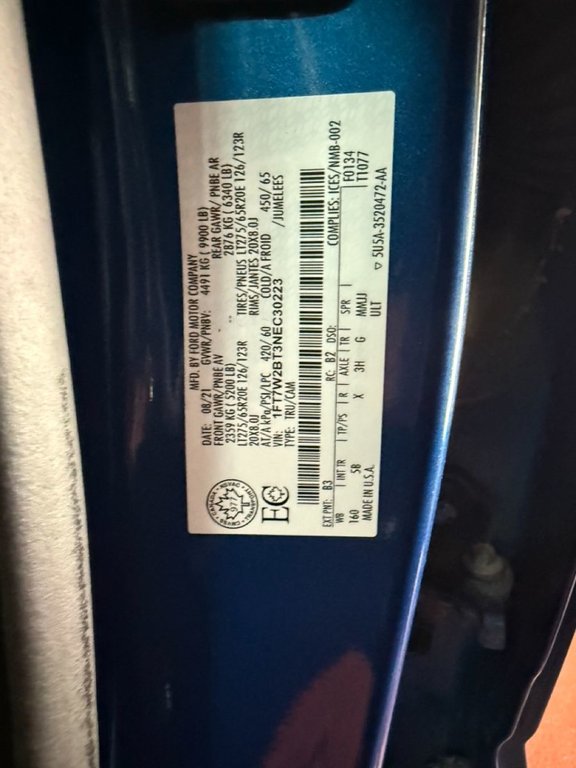 MFD. BY FORD MOTOR COMPANY
DATE: 08/21 GVWR/PNBV: 4491 KG ( 9900 LB)
FRONT GAWR/PNBE AV REAR GAWR/ PNBE AR
2359 KG (5200 LB) 2876 KG ( 6340 LB)
LT275/65R20E 126/123R TIRES/PNEUS LT275/65R20E 126/123R
20X8.0J RIMS/JANTES 20X8.0J
AT/A kPa/PSI/LPC 420/ 60 COLD/A FROID 450/ 65
VIN: 1FT7W2BT3NEC30223 /JUMELEES
TYPE: TRU/CAM
COMPLIES: ICES/NMB-002
EXT PNT: B3 RC: B2 DSO: F0134
WB INT TR TP/PS R AXLE TR SPR T1077
160 SB X 3H G MMJJ
MADE IN U.S.A. ULT 5U5A-3520472-AA
EC